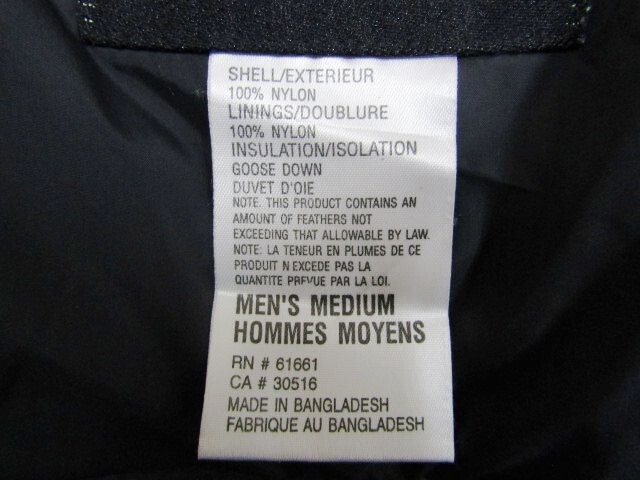 SHELL/EXTERIEUR
100% NYLON
LININGS/DOUBLURE
100% NYLON
INSULATION/ISOLATION
GOOSE DOWN
DUVET D'OIE
NOTE. THIS PRODUCT CONTAINS AN
AMOUNT OF FEATHERS NOT
EXCEEDING THAT ALLOWABLE BY LAW.
NOTE: LA TENEUR EN PLUMES DE CE
PRODUIT N EXCEDE PAS LA
QUANTITE PREVUE PAR LA LOI.
MEN'S MEDIUM
HOMMES MOYENS
RN # 61661
CA # 30516
MADE IN BANGLADESH
FABRIQUE AU BANGLADESH